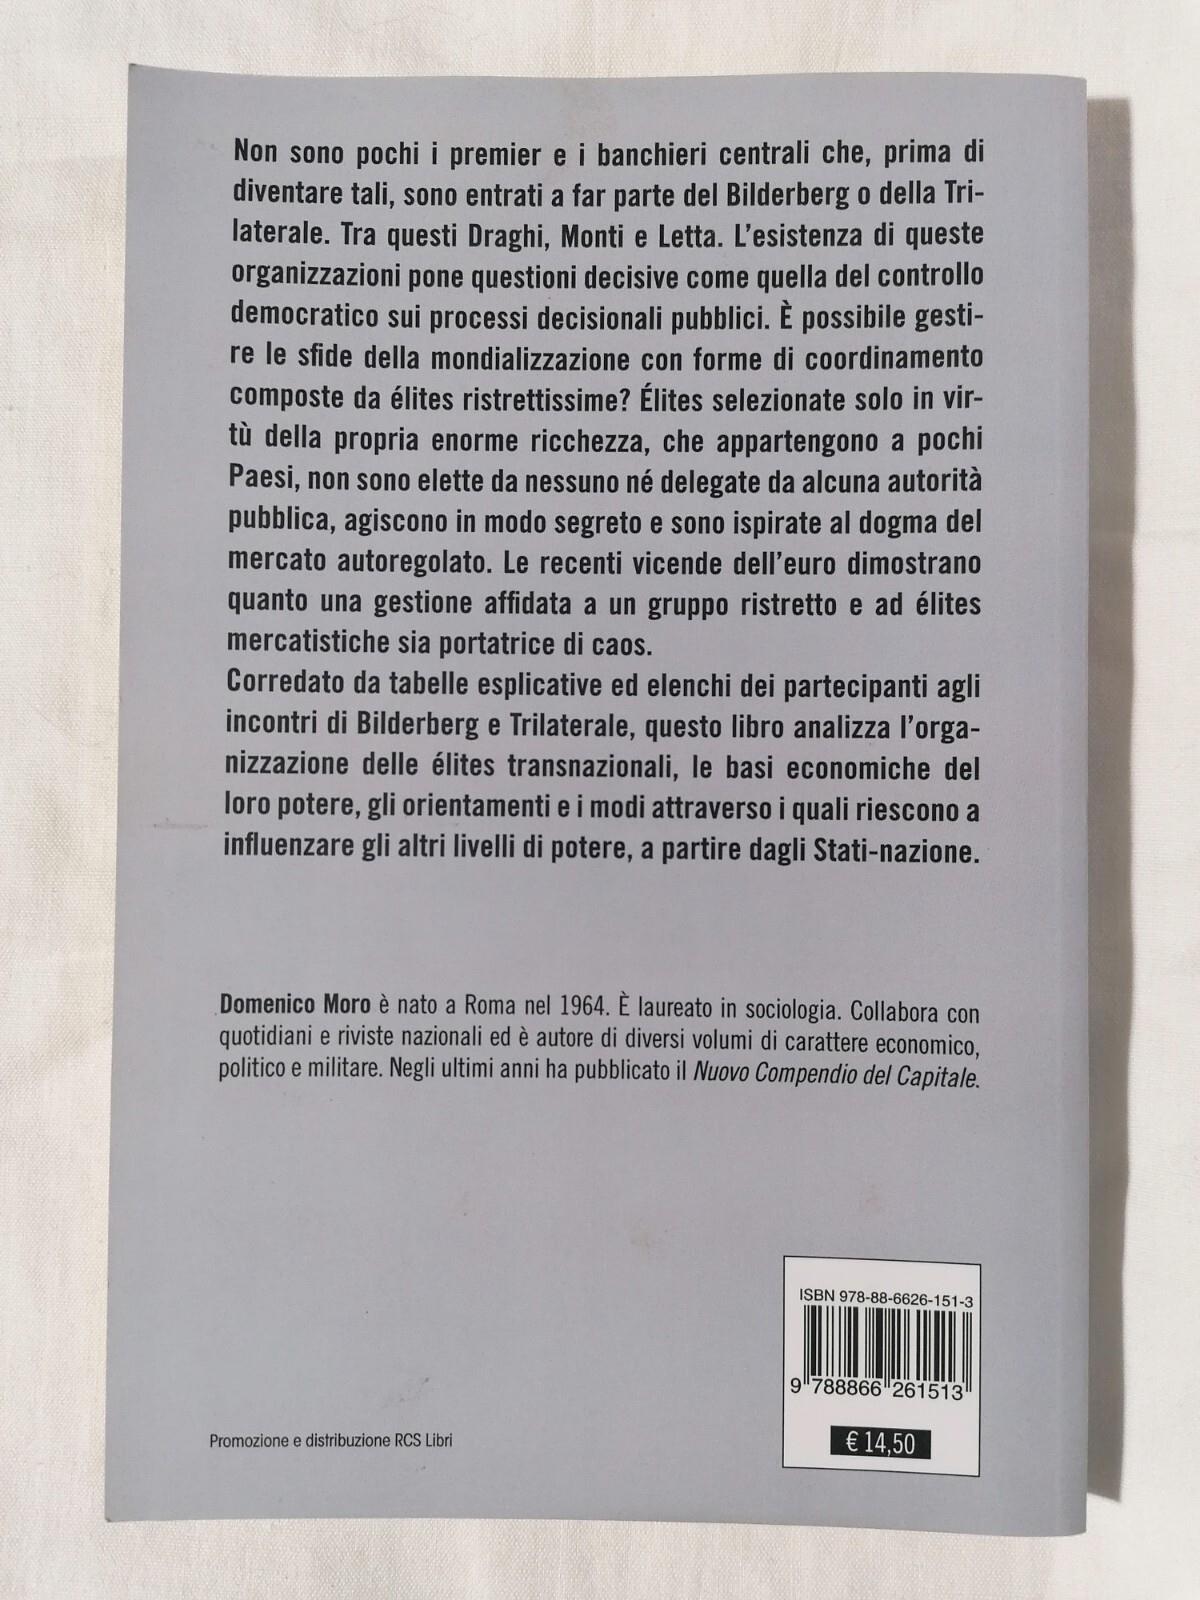 Non sono pochi i premier e i banchieri centrali che, prima di
diventare tali, sono entrati a far parte del Bilderberg o della Tri-
laterale. Tra questi Draghi, Monti e Letta. L'esistenza di queste
organizzazioni pone questioni decisive come quella del controllo
democratico sui processi decisionali pubblici. È possibile gesti-
re le sfide della mondializzazione con forme di coordinamento
composte da élites ristrettissime? Élites selezionate solo in vir-
tù della propria enorme ricchezza, che appartengono a pochi
Paesi, non sono elette da nessuno né delegate da alcuna autorità
pubblica, agiscono in modo segreto e sono ispirate al dogma del
mercato autoregolato. Le recenti vicende dell'euro dimostrano
quanto una gestione affidata a un gruppo ristretto e ad élites
mercatistiche sia portatrice di caos.
Corredato da tabelle esplicative ed elenchi dei partecipanti agli
incontri di Bilderberg e Trilaterale, questo libro analizza l'orga-
nizzazione delle élites transnazionali, le basi economiche del
loro potere, gli orientamenti e i modi attraverso i quali riescono a
influenzare gli altri livelli di potere, a partire dagli Stati-nazione.
Domenico Moro è nato a Roma nel 1964. È laureato in sociologia. Collabora con
quotidiani e riviste nazionali ed è autore di diversi volumi di carattere economico,
politico e militare. Negli ultimi anni ha pubblicato il Nuovo Compendio del Capitale.
ISBN 978-88-6626-151-3
9 788866 261513
€ 14,50
Promozione e distribuzione RCS Libri